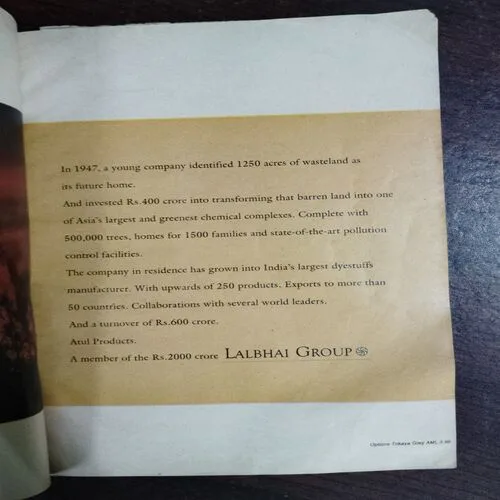 In 1947, a young company identified 1250 acres of wasteland as
its future home.
And invested Rs.400 crore into transforming that barren land into one
of Asia's largest and greenest chemical complexes. Complete with
500,000 trees, homes for 1500 families and state-of-the-art pollution
control facilities.
The company in residence has grown into India's largest dyestuffs
manufacturer. With upwards of 250 products. Exports to more than
50 countries. Collaborations with several world leaders.
And a turnover of Rs.600 crore.
Atul Products.
A member of the Rs.2000 crore LALBHAI GROUP